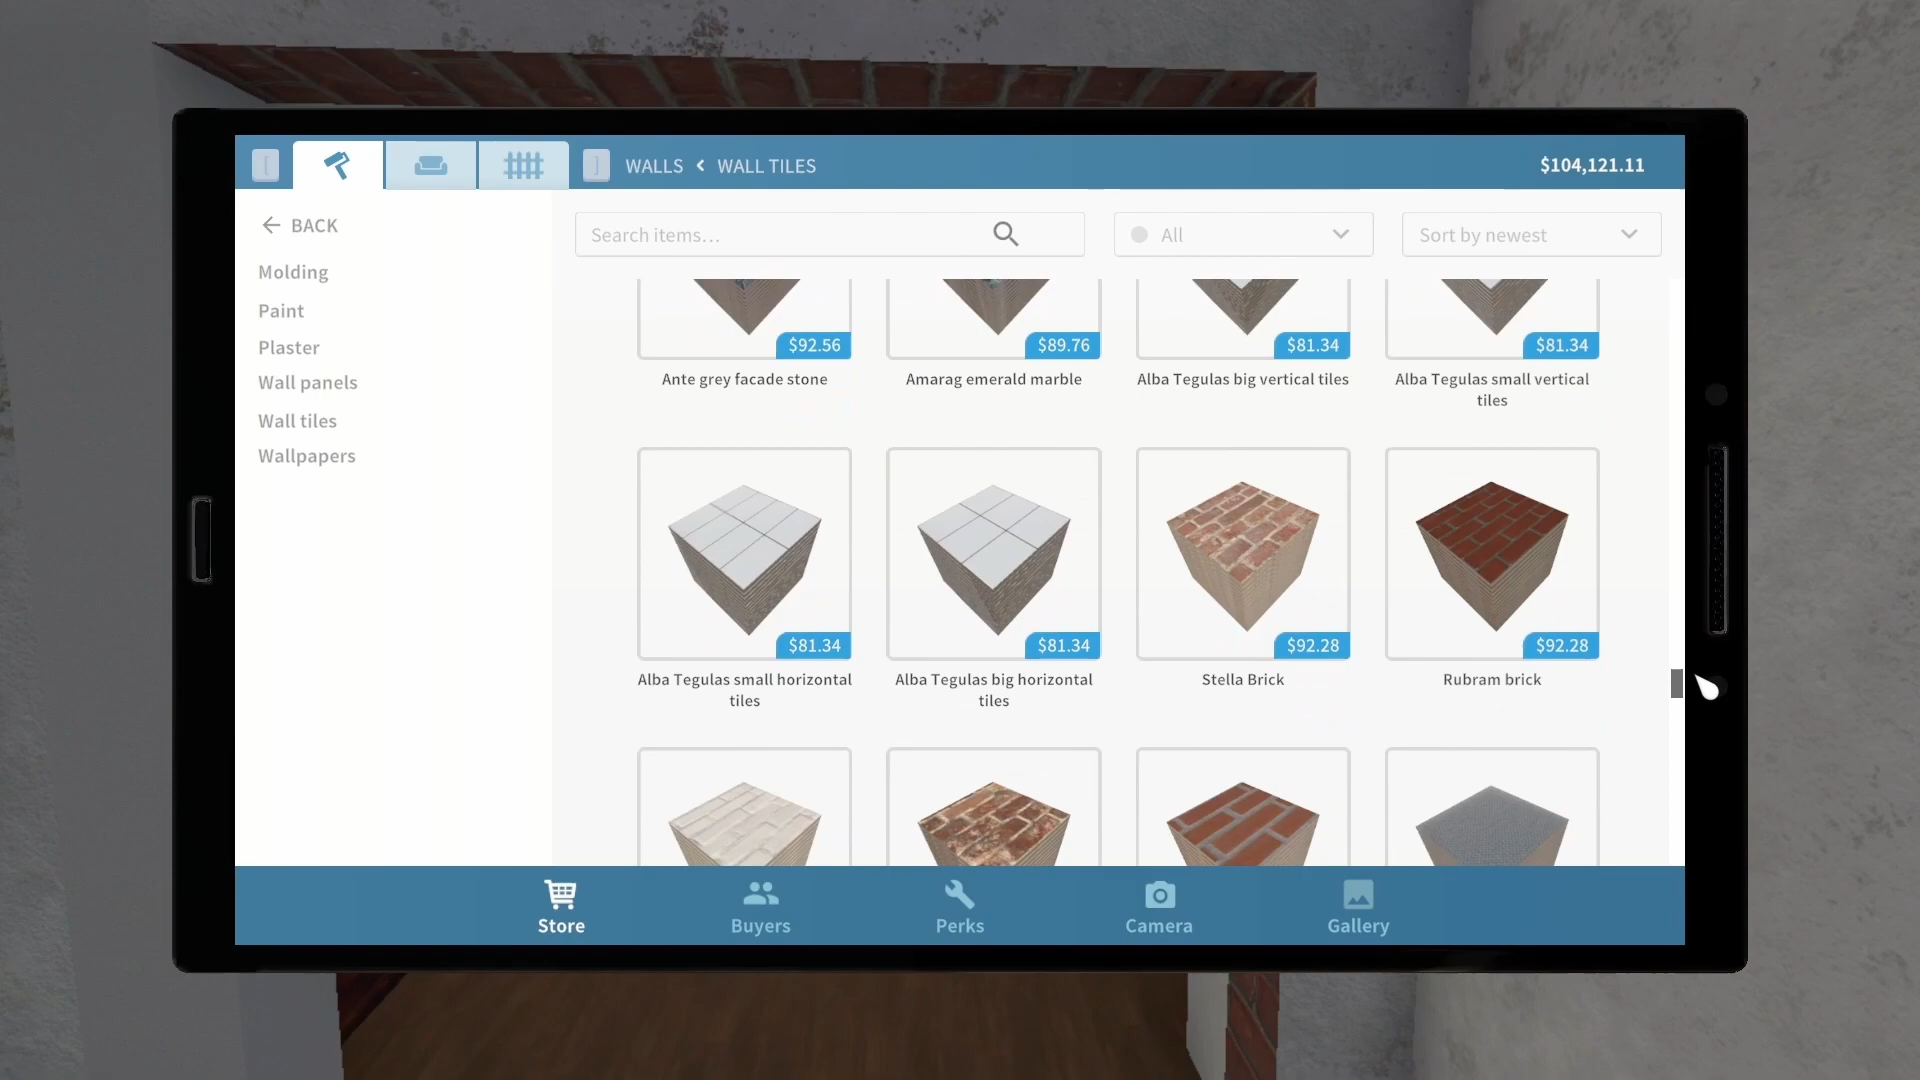 [
]
WALLS < WALL TILES
$104,121.11
BACK
Molding
Paint
Plaster
Wall panels
Wall tiles
Wallpapers
Search items...
All
Sort by newest
$92.56
$89.76
$81.34
$81.34
Ante grey facade stone
Amarag emerald marble
Alba Tegulas big vertical tiles
Alba Tegulas small vertical
tiles
$81.34
$81.34
$92.28
$92.28
Alba Tegulas small horizontal
tiles
Alba Tegulas big horizontal
tiles
Stella Brick
Rubram brick
Store
Buyers
Perks
Camera
Gallery